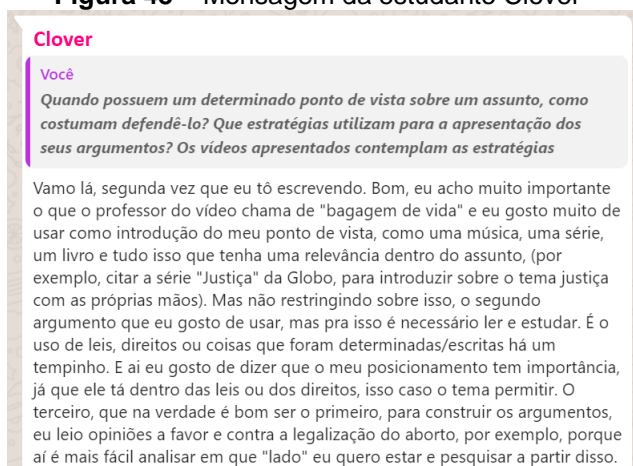 Figura 46 – Mensagem da estudante Clover
Clover
Você
Quando possuem um determinado ponto de vista sobre um assunto, como
costumam defendê-lo? Que estratégias utilizam para a apresentação dos
seus argumentos? Os vídeos apresentados contemplam as estratégias
Vamo lá, segunda vez que eu tô escrevendo. Bom, eu acho muito importante
o que o professor do vídeo chama de "bagagem de vida" e eu gosto muito de
usar como introdução do meu ponto de vista, como uma música, uma série,
um livro e tudo isso que tenha uma relevância dentro do assunto, (por
exemplo, citar a série "Justiça" da Globo, para introduzir sobre o tema justiça
com as próprias mãos). Mas não restringindo sobre isso, o segundo
argumento que eu gosto de usar, mas pra isso é necessário ler e estudar. É o
uso de leis, direitos ou coisas que foram determinadas/escritas há um
tempinho. E ai eu gosto de dizer que o meu posicionamento tem importância,
já que ele tá dentro das leis ou dos direitos, isso caso o tema permitir. O
terceiro, que na verdade é bom ser o primeiro, para construir os argumentos,
eu leio opiniões a favor e contra a legalização do aborto, por exemplo, porque
aí é mais fácil analisar em que "lado" eu quero estar e pesquisar a partir disso.